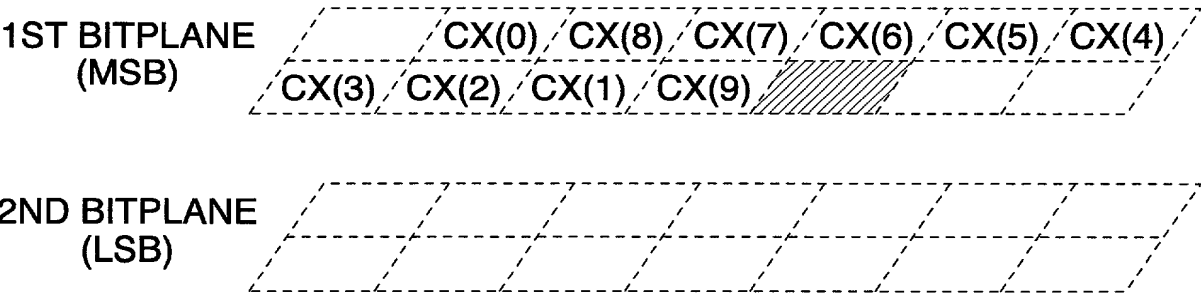 1ST BITPLANE
(MSB)
CX(0) CX(8) CX(7) CX(6) CX(5) CX(4)
CX(3) CX(2) CX(1) CX(9)
2ND BITPLANE
(LSB)